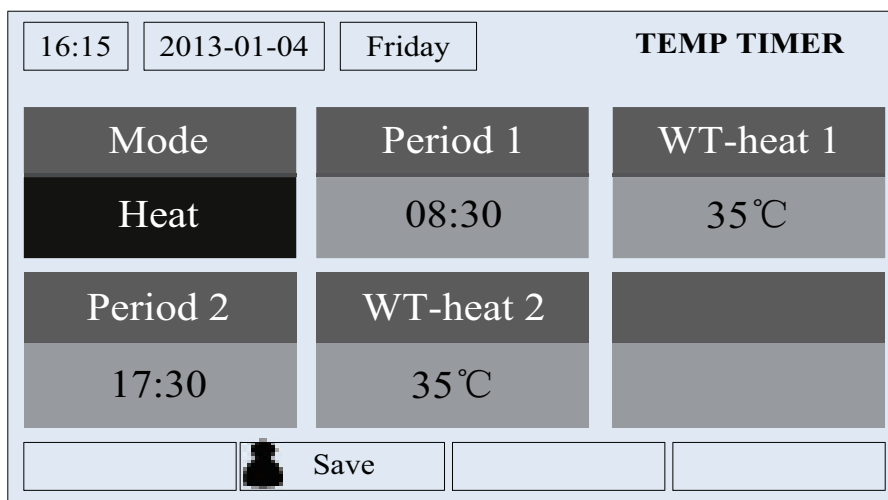 16:15 2013-01-04 Friday TEMP TIMER
Mode Period 1 WT-heat 1
Heat 08:30 35℃
Period 2 WT-heat 2
17:30 35℃
Save